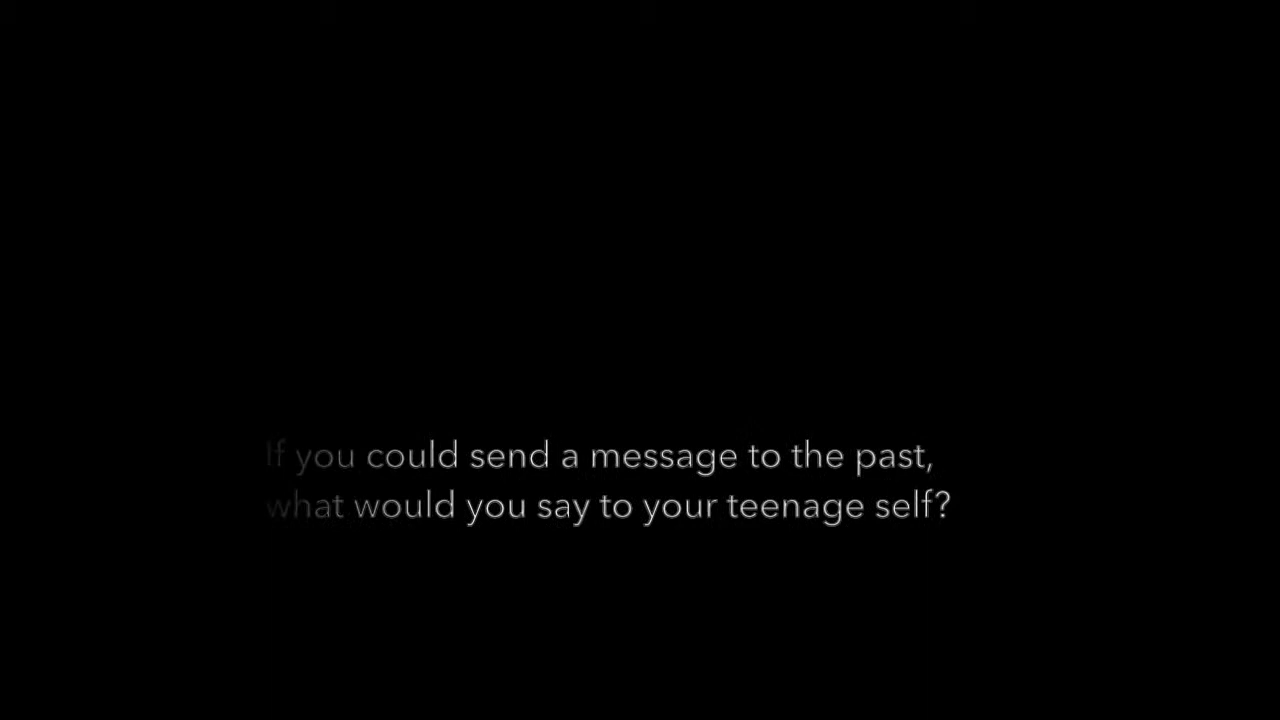 If you could send a message to the past,
what would you say to your teenage self?